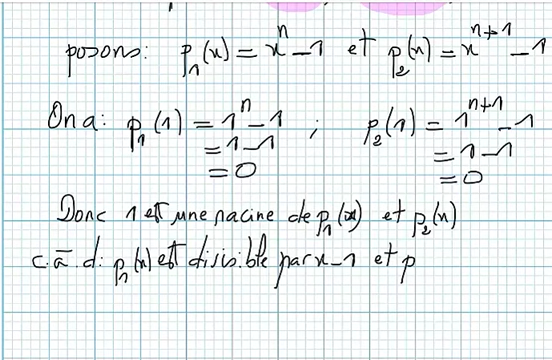 posons: p₁(x) = xⁿ - 1 et p₂(x) = xⁿ⁺¹ - 1
On a: p₁(1) = 1ⁿ - 1 ; p₂(1) = 1ⁿ⁺¹ - 1
= 1 - 1 = 1 - 1
= 0 = 0
Donc 1 est une racine de p₁(x) et p₂(x)
c.à.d: p₁(x) est divisible par x - 1 et p